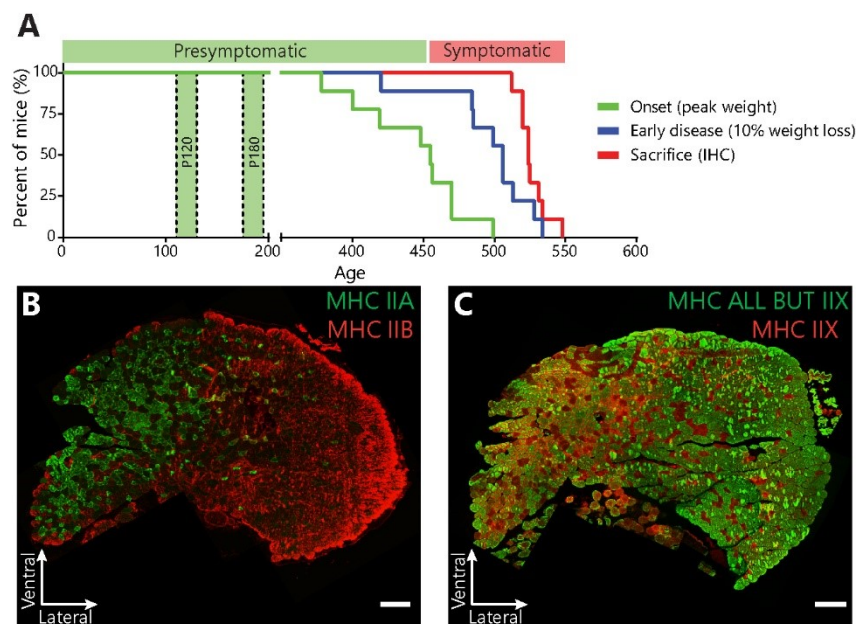 A
Presymptomatic Symptomatic
Percent of mice (%)
100
75
50
25
0
P120
P180
0 100 200 400 450 500 550 600
Age
Onset (peak weight)
Early disease (10% weight loss)
Sacrifice (IHC)
B
MHC IIA
MHC IIB
Ventral
Lateral
C
MHC ALL BUT IIX
MHC IIX
Ventral
Lateral